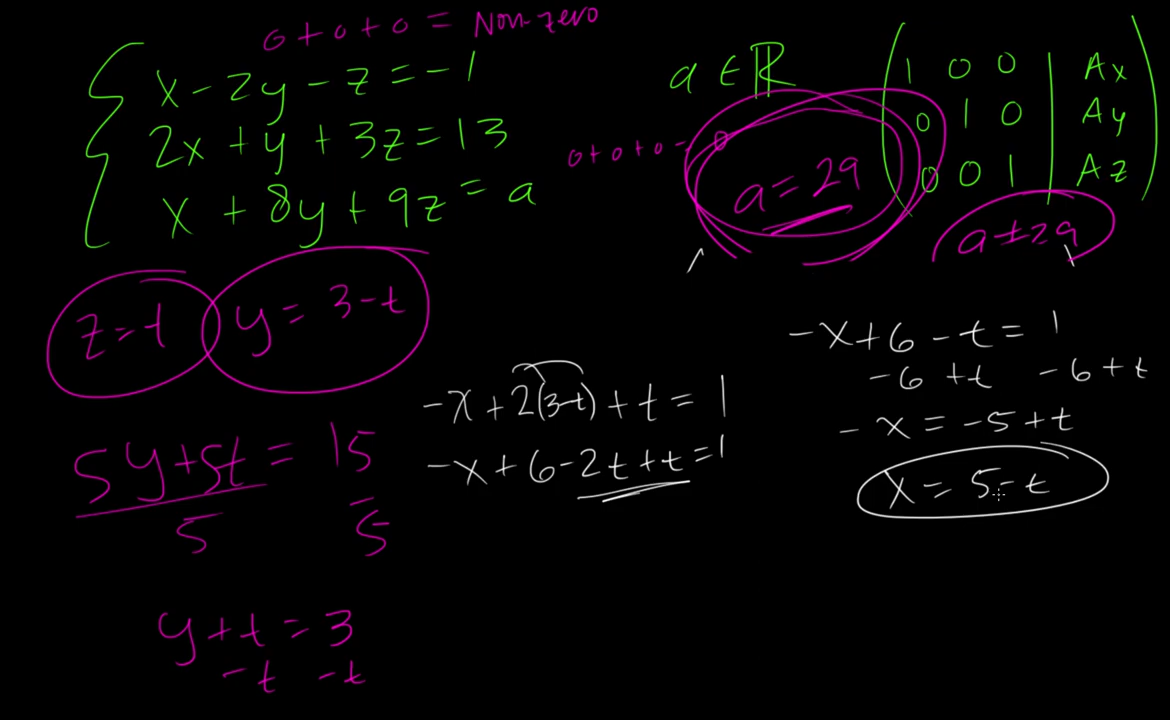 0 + 0 + 0 = Non-zero
x - 2y - z = -1
2x + y + 3z = 13
x + 8y + 9z = a
a ∈ ℝ
0 + 0 + 0 = 0
a = 29
1 0 0 | Ax
0 1 0 | Ay
0 0 1 | Az
a ≠ 29
z = t
y = 3 - t
5y + 5t = 15
5 5
y + t = 3
- t - t
-x + 2(3-t) + t = 1
-x + 6 - 2t + t = 1
-x + 6 - t = 1
-6 + t -6 + t
-x = -5 + t
x = 5 - t